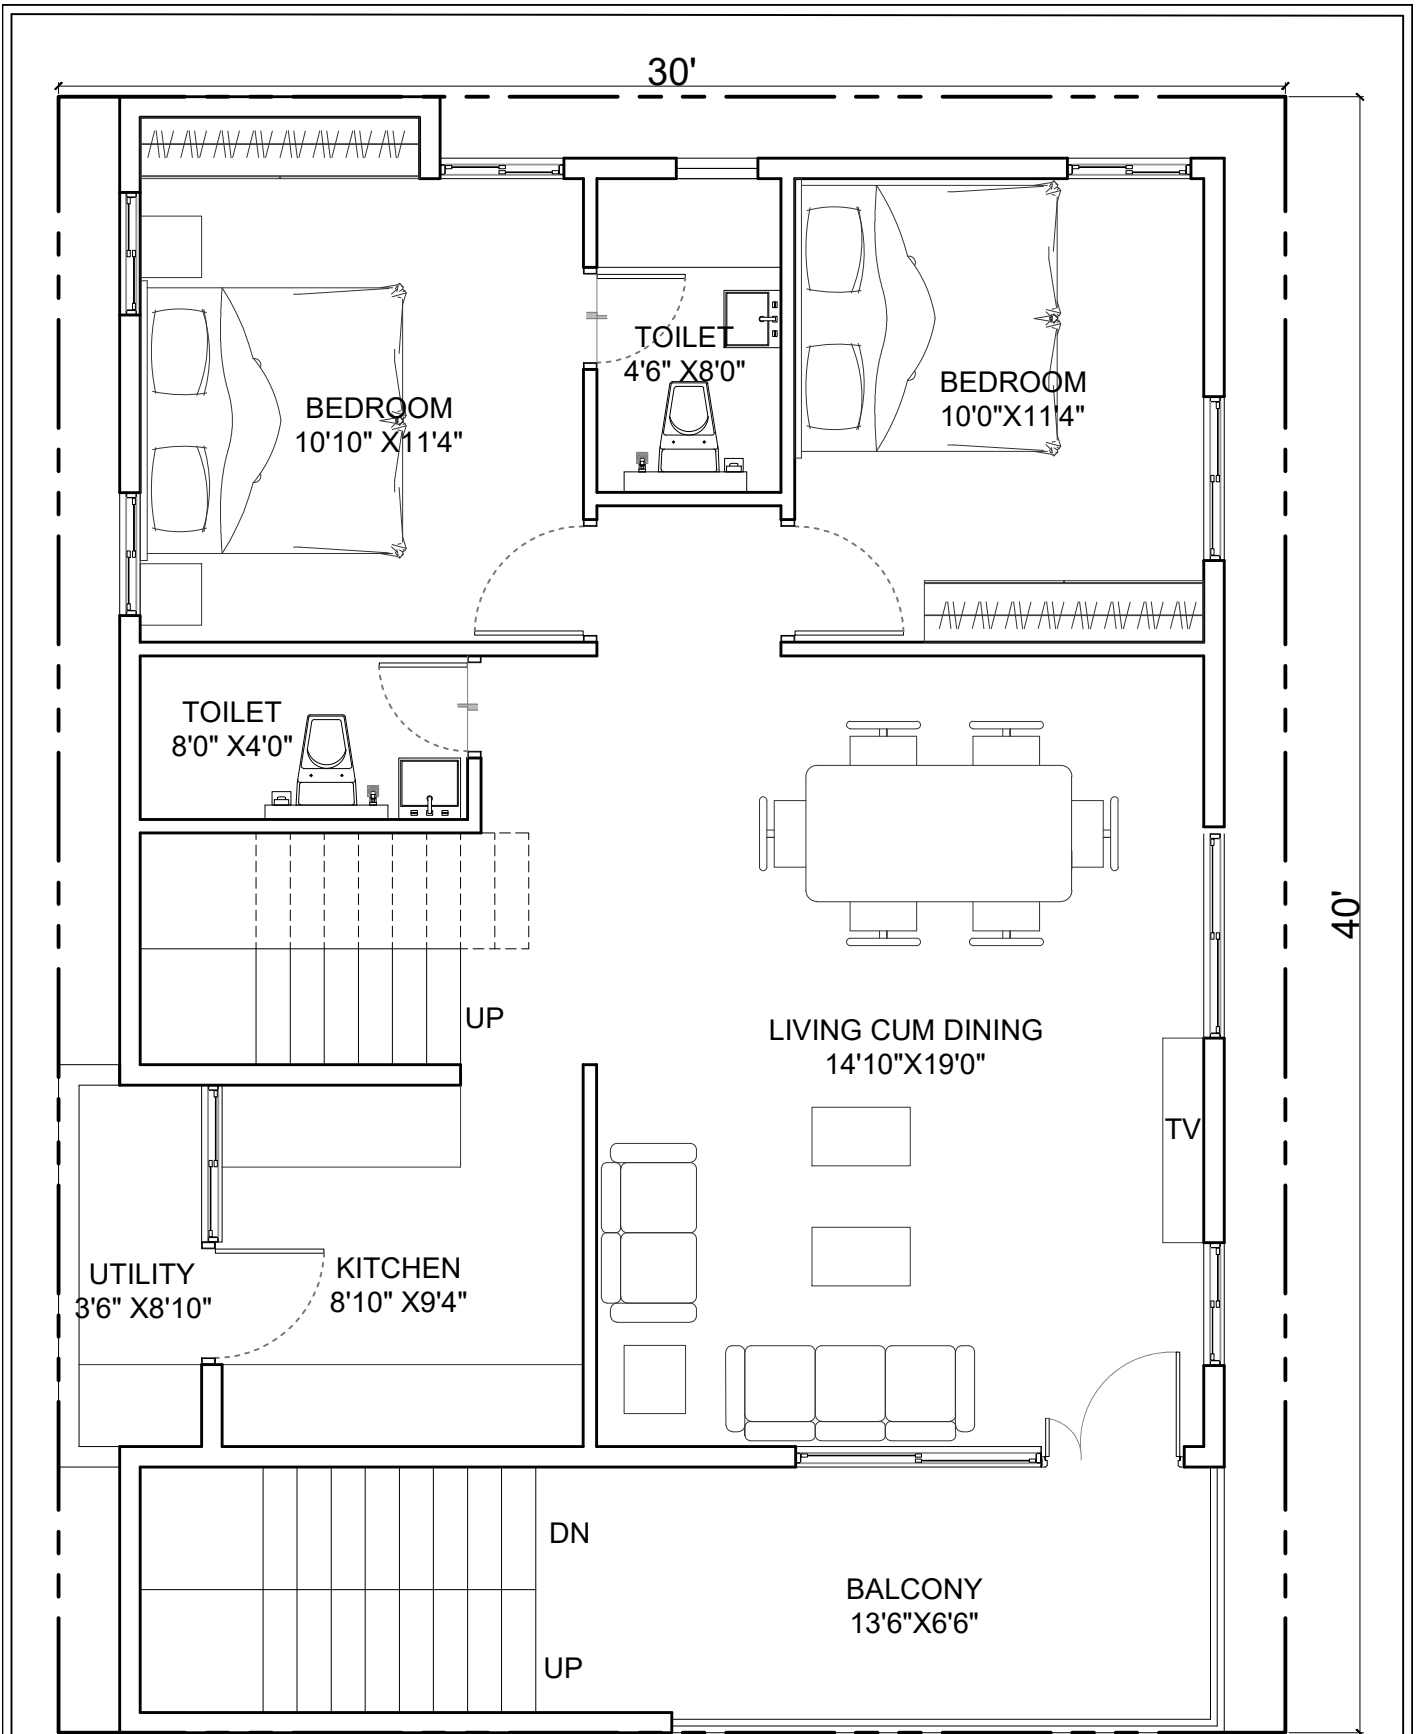 30'
TOILET
4'6" X8'0"
BEDROOM
10'0"X11'4"
BEDROOM
10'10" X11'4"
TOILET
8'0" X4'0"
40'
UP
LIVING CUM DINING
14'10"X19'0"
TV
UTILITY
3'6" X8'10"
KITCHEN
8'10" X9'4"
DN
BALCONY
13'6"X6'6"
UP